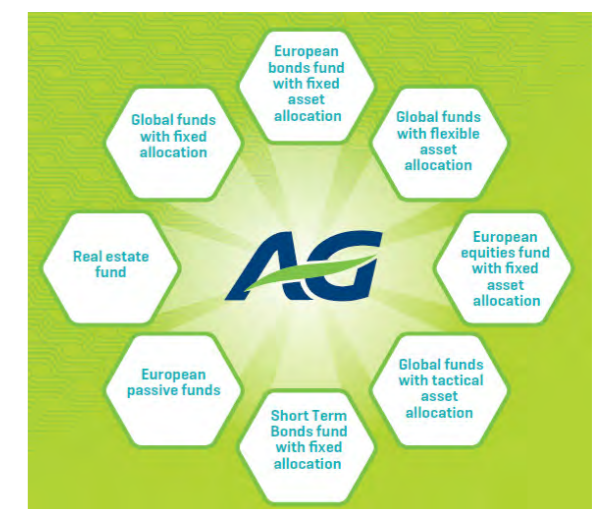 European
bonds fund
with fixed
asset
allocation
Global funds
with flexible
asset
allocation
European
equities fund
with fixed
asset
allocation
Global funds
with tactical
asset
allocation
Short Term
Bonds fund
with fixed
allocation
European
passive funds
Real estate
fund
Global funds
with fixed
allocation
AG